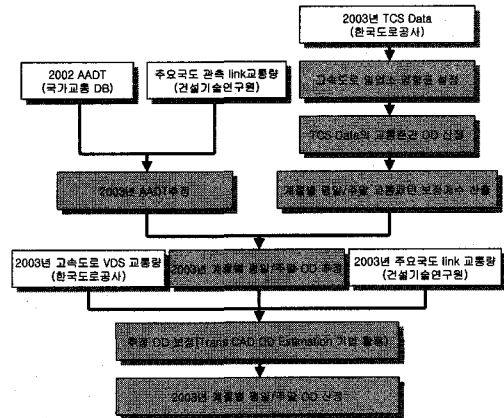 2003년 TCS Data
(한국도로공사)
2002 AADT
(국가교통 DB)
주요국도 관측 link교통량
(건설기술연구원)
고속도로 영업소 영향권 설정
TCS Data의 교통존간 OD 산정
2003년 AADT추정
계절별 평일/주말 교통패턴 보정계수 산출
2003년 고속도로 VDS 교통량
(한국도로공사)
2003년 계절별 평일/주말 OD 추정
2003년 주요국도 link 교통량
(건설기술연구원)
추정 OD 보정(Trans CAD OD Estimation 기법 활용)
2003년 계절별 평일/주말 OD 산정